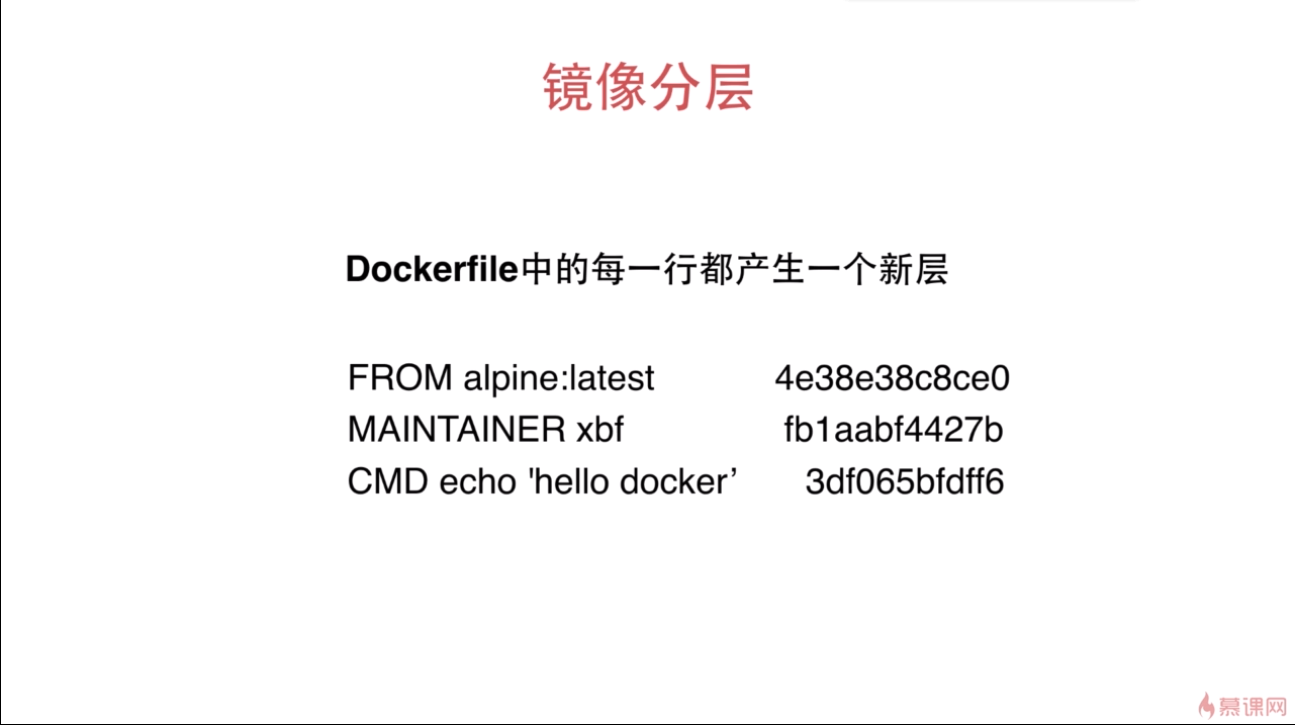 镜像分层
Dockerfile中的每一行都产生一个新层
FROM alpine:latest 4e38e38c8ce0
MAINTAINER xbf fb1aabf4427b
CMD echo 'hello docker’ 3df065bfdff6
慕课网